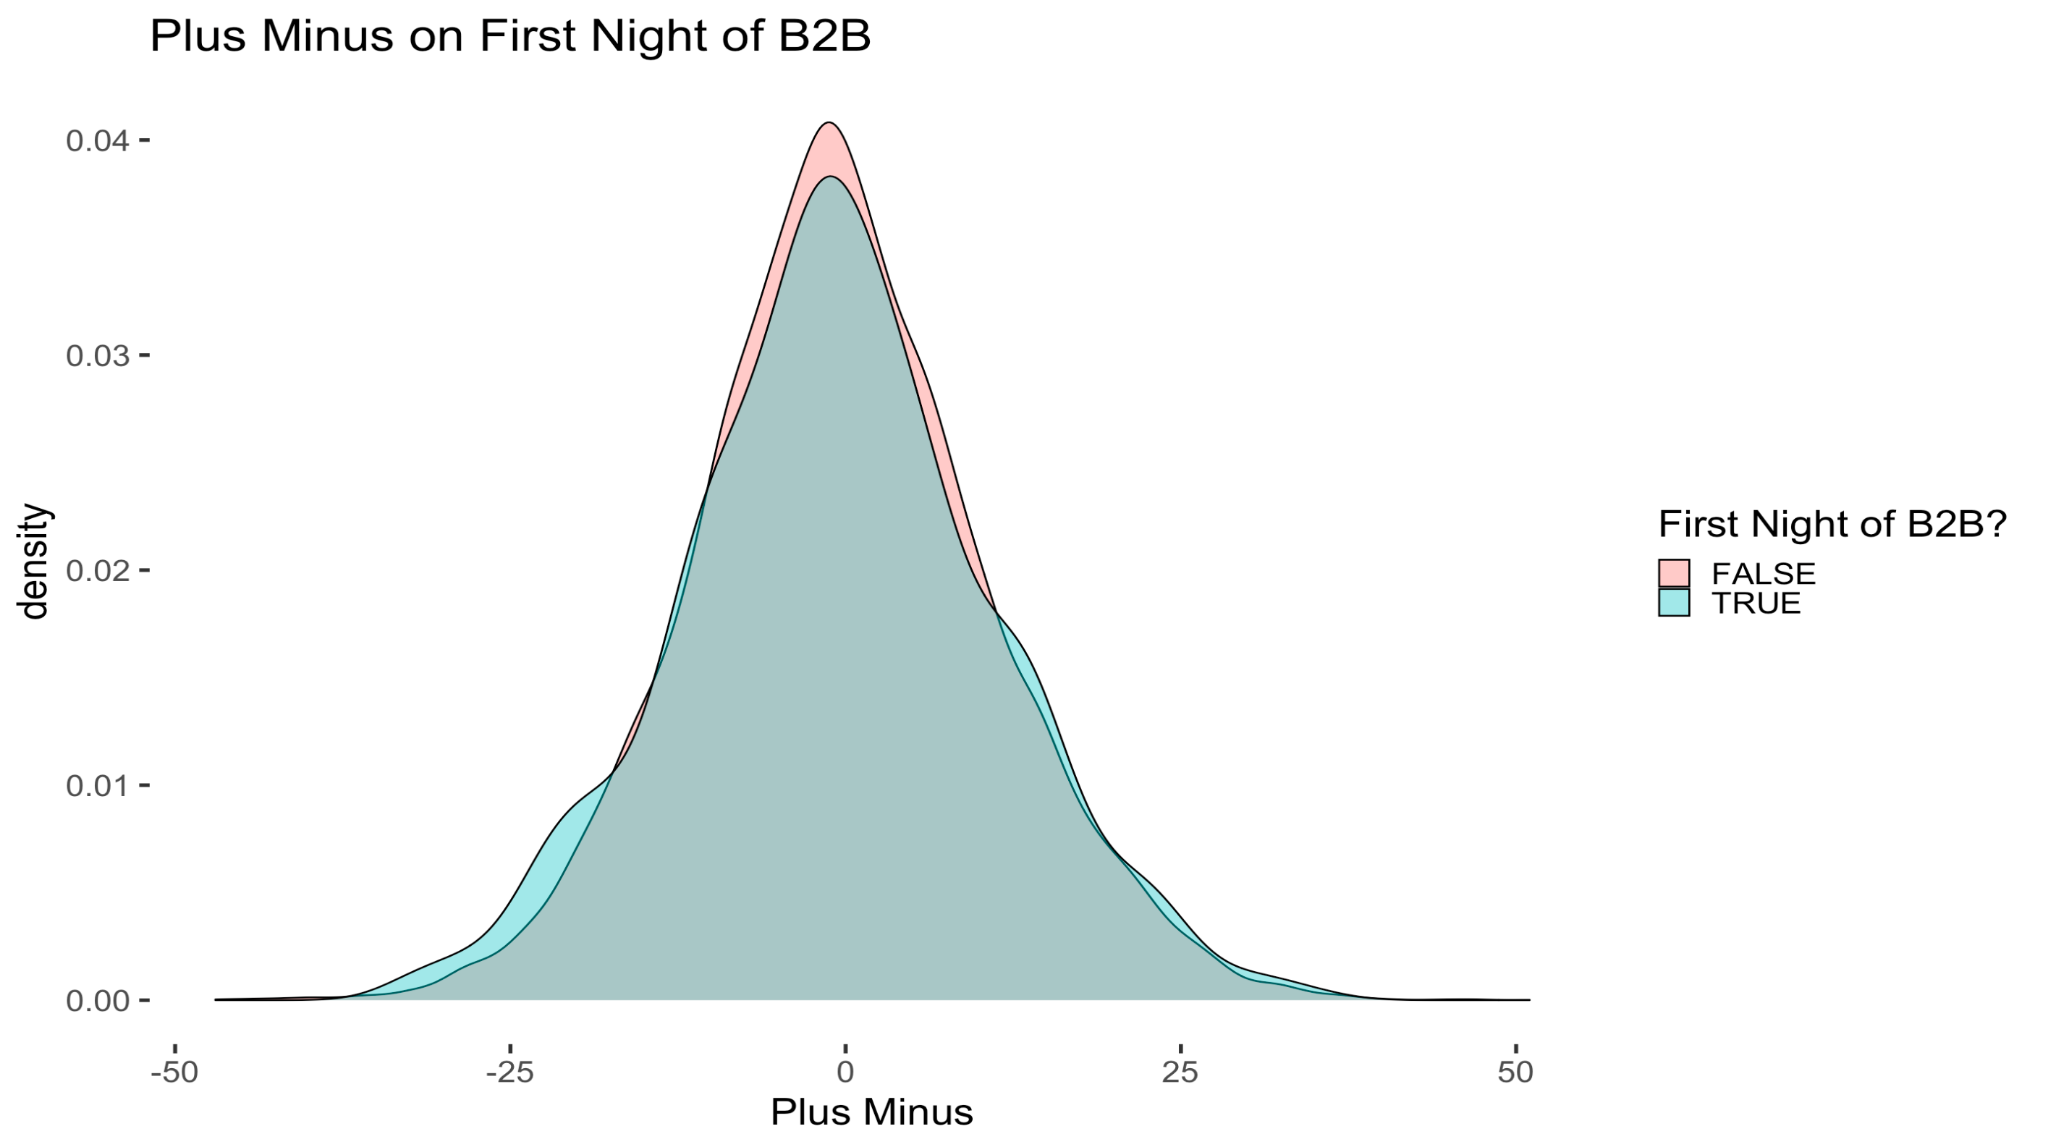 Plus Minus on First Night of B2B
0.04
0.03
0.02
0.01
0.00
density
-50
-25
0
25
50
Plus Minus
First Night of B2B?
FALSE
TRUE